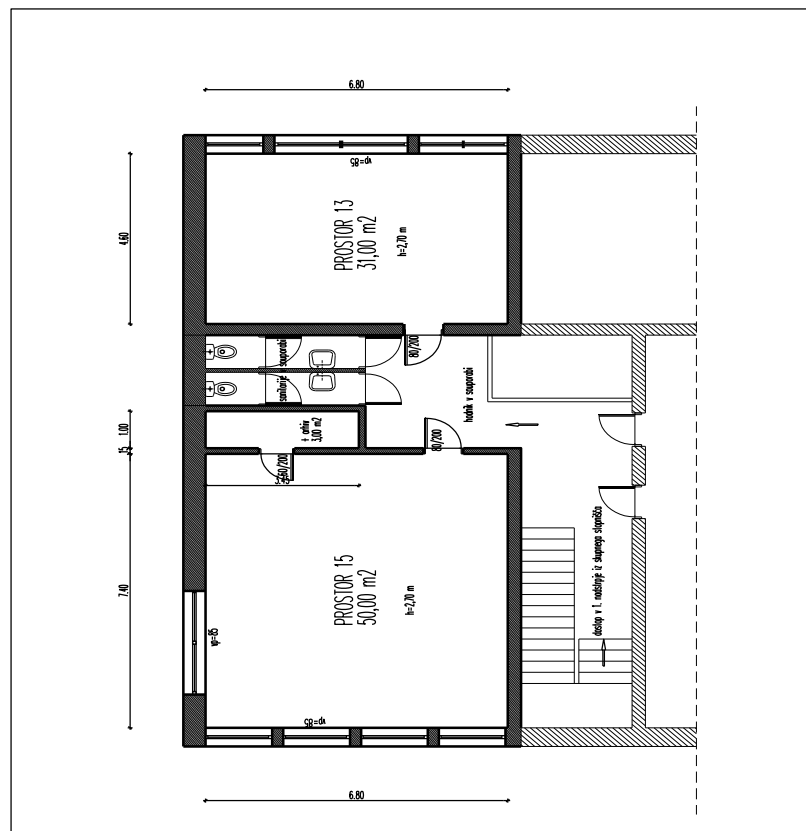 6.80
4.60
vp=85
PROSTOR 13
31,00 m2
h=2,70 m
80/200
sanitarije v souporabi
hodnik v souporabi
1.00
+ arhiv
3,00 m2
15
80/200
60/200
7.40
PROSTOR 15
50,00 m2
h=2,70 m
vp=85
vp=85
dostop v 1. nadstropje iz skupnega stopnišča
6.80